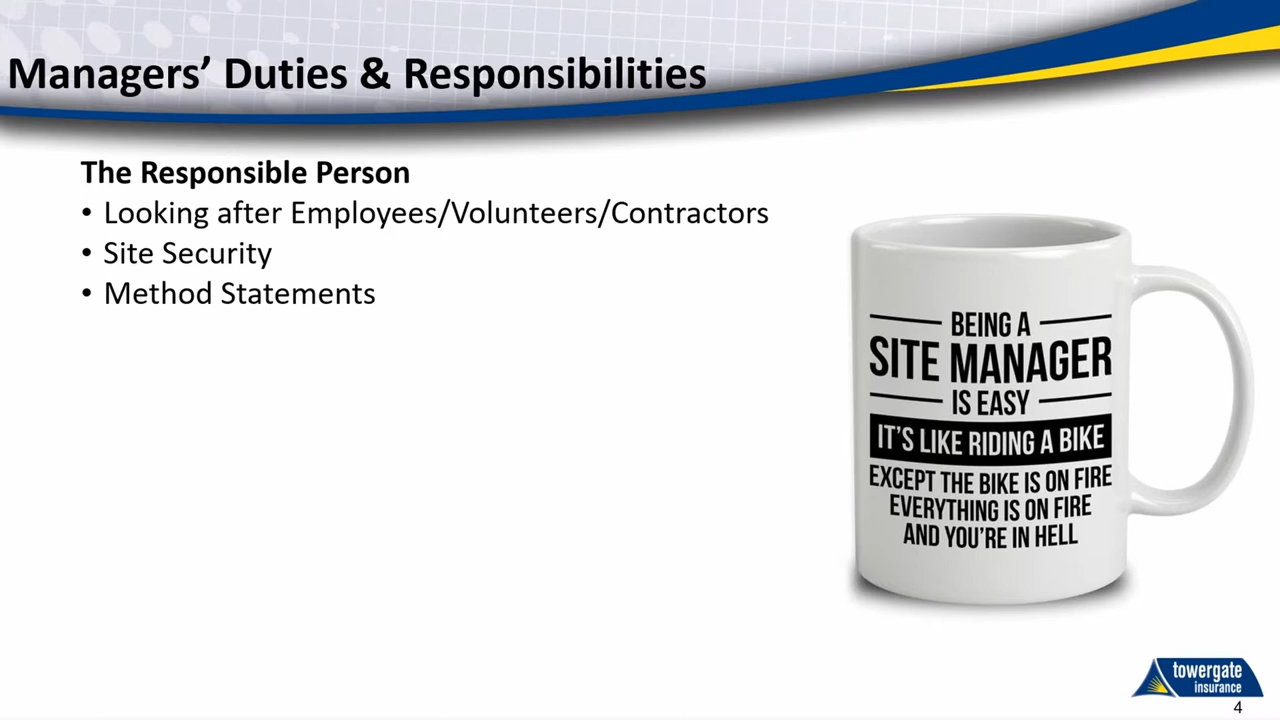 Managers’ Duties & Responsibilities
The Responsible Person
• Looking after Employees/Volunteers/Contractors
• Site Security
• Method Statements
BEING A
SITE MANAGER
IS EASY
IT'S LIKE RIDING A BIKE
EXCEPT THE BIKE IS ON FIRE
EVERYTHING IS ON FIRE
AND YOU'RE IN HELL
towergate
insurance
4